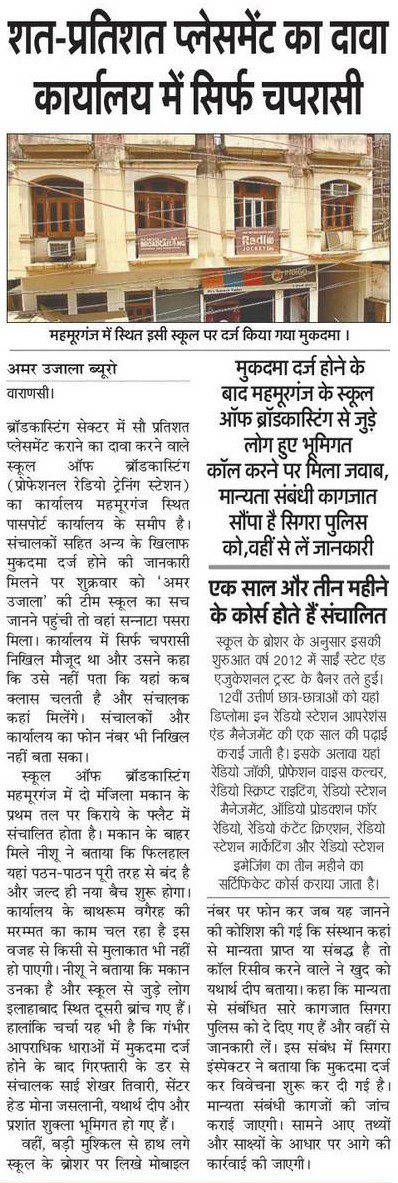 शत-प्रतिशत प्लेसमेंट का दावा
कार्यालय में सिर्फ चपरासी
BROADCASTING
Radio
JOCKEY
INDIGO
महमूरगंज में स्थित इसी स्कूल पर दर्ज किया गया मुकदमा ।
अमर उजाला ब्यूरो
वाराणसी।
ब्रॉडकास्टिंग सेक्टर में सौ प्रतिशत
प्लेसमेंट कराने का दावा करने वाले
स्कूल ऑफ ब्रॉडकास्टिंग
(प्रोफेशनल रेडियो ट्रेनिंग स्टेशन)
का कार्यालय महमूरगंज स्थित
पासपोर्ट कार्यालय के समीप है।
संचालकों सहित अन्य के खिलाफ
मुकदमा दर्ज होने की जानकारी
मिलने पर शुक्रवार को ‘अमर
उजाला’ की टीम स्कूल का सच
जानने पहुंची तो वहां सन्नाटा पसरा
मिला। कार्यालय में सिर्फ चपरासी
निखिल मौजूद था और उसने कहा
कि उसे नहीं पता कि यहां कब
क्लास चलती है और संचालक
कहां मिलेंगे। संचालकों और
कार्यालय का फोन नंबर भी निखिल
नहीं बता सका।
स्कूल ऑफ ब्रॉडकास्टिंग
महमूरगंज में दो मंजिला मकान के
प्रथम तल पर किराये के फ्लैट में
संचालित होता है। मकान के बाहर
मिले नीशू ने बताया कि फिलहाल
यहां पठन-पाठन पूरी तरह से बंद है
और जल्द ही नया बैच शुरू होगा।
कार्यालय के बाथरूम वगैरह की
मरम्मत का काम चल रहा है इस
वजह से किसी से मुलाकात भी नहीं
हो पाएगी। नीशू ने बताया कि मकान
उनका है और स्कूल से जुड़े लोग
इलाहाबाद स्थित दूसरी ब्रांच गए हैं।
हालांकि चर्चा यह भी है कि गंभीर
आपराधिक धाराओं में मुकदमा दर्ज
होने के बाद गिरफ्तारी के डर से
संचालक साई शेखर तिवारी, सेंटर
हेड मोना जसलानी, यथार्थ दीप और
प्रशांत शुक्ला भूमिगत हो गए हैं।
वहीं, बड़ी मुश्किल से हाथ लगे
स्कूल के ब्रोशर पर लिखे मोबाइल
मुकदमा दर्ज होने के
बाद महमूरगंज के स्कूल
ऑफ ब्रॉडकास्टिंग से जुड़े
लोग हुए भूमिगत
कॉल करने पर मिला जवाब,
मान्यता संबंधी कागजात
सौंपा है सिगरा पुलिस
को,वहीं से लें जानकारी
एक साल और तीन महीने
के कोर्स होते हैं संचालित
स्कूल के ब्रोशर के अनुसार इसकी
शुरुआत वर्ष 2012 में साईं स्टेट एंड
एजुकेशनल ट्रस्ट के बैनर तले हुई।
12वीं उत्तीर्ण छात्र-छात्राओं को यहां
डिप्लोमा इन रेडियो स्टेशन आपरेशंस
एंड मैनेजमेंट की एक साल की पढ़ाई
कराई जाती है। इसके अलावा यहां
रेडियो जॉकी, प्रोफेशन वाइस कल्चर,
रेडियो स्क्रिप्ट राइटिंग, रेडियो स्टेशन
मैनेजमेंट, ऑडियो प्रोडक्शन फॉर
रेडियो, रेडियो कंटेंट क्रिएशन, रेडियो
स्टेशन मार्केटिंग और रेडियो स्टेशन
इमेजिंग का तीन महीने का
सर्टिफिकेट कोर्स कराया जाता है।
नंबर पर फोन कर जब यह जानने
की कोशिश की गई कि संस्थान कहां
से मान्यता प्राप्त या संबद्ध है तो
कॉल रिसीव करने वाले ने खुद को
यथार्थ दीप बताया। कहा कि मान्यता
से संबंधित सारे कागजात सिगरा
पुलिस को दे दिए गए हैं और वहीं से
जानकारी लें। इस संबंध में सिगरा
इंस्पेक्टर ने बताया कि मुकदमा दर्ज
कर विवेचना शुरू कर दी गई है।
मान्यता संबंधी कागजों की जांच
कराई जाएगी। सामने आए तथ्यों
और साक्ष्यों के आधार पर आगे की
कार्रवाई की जाएगी।